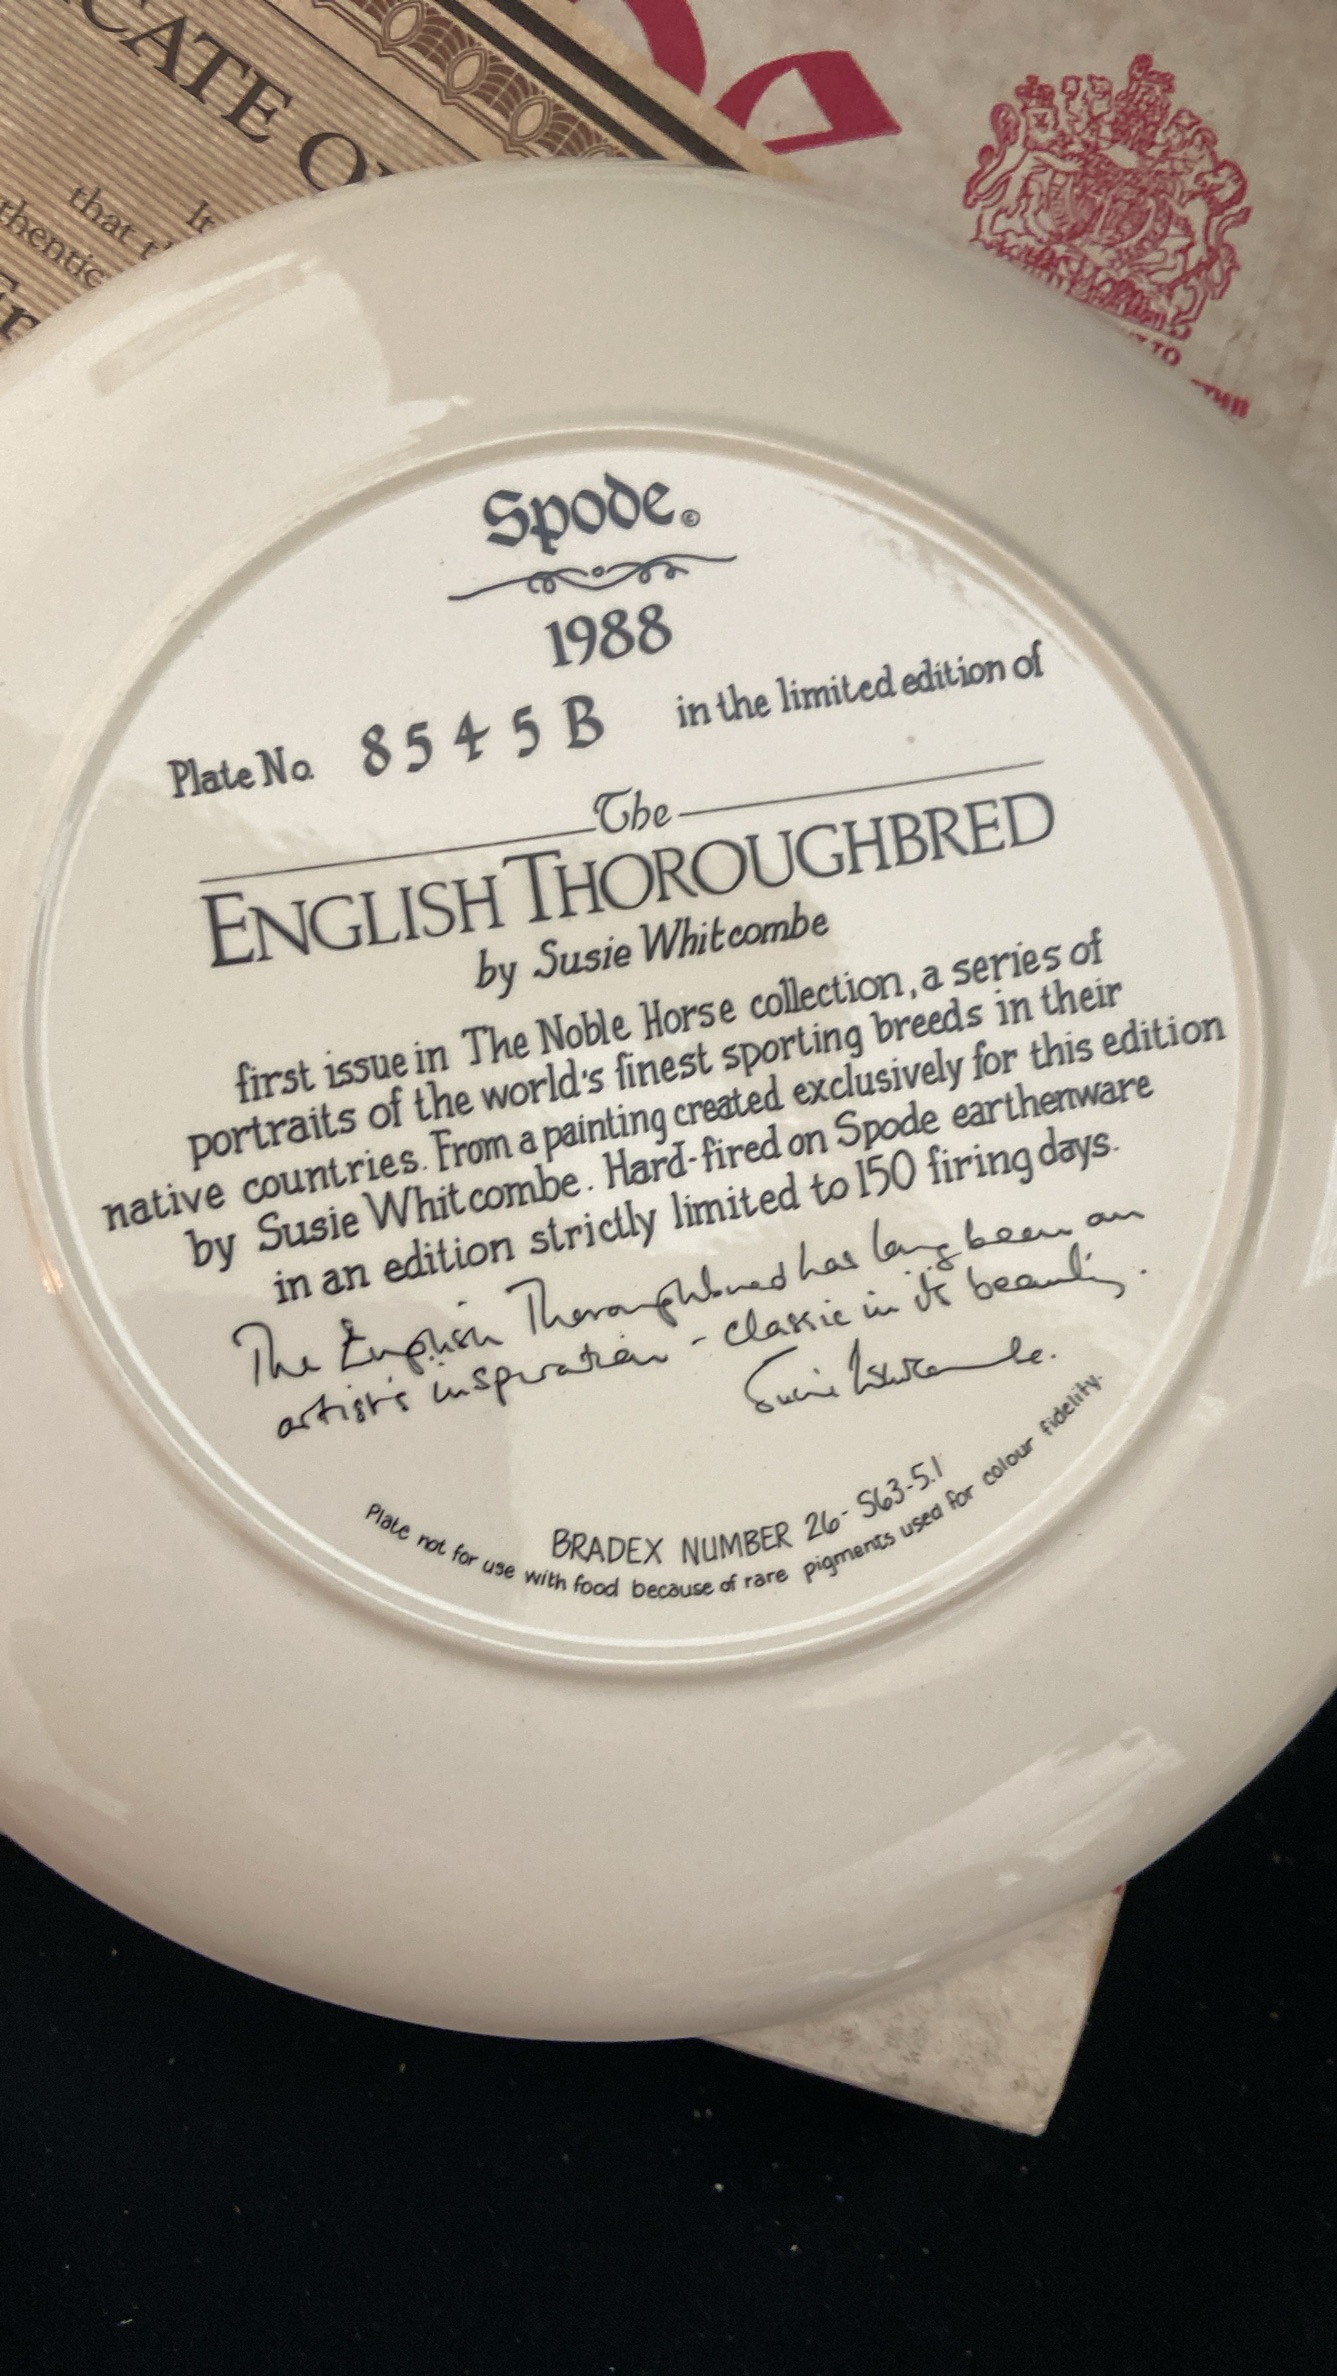 CATE O
It
that t
thentic
TO
THE
Spode.©
1988
Plate No. 8545B in the limited edition of
The
ENGLISH THOROUGHBRED
by Susie Whitcombe
first issue in The Noble Horse collection, a series of
portraits of the world's finest sporting breeds in their
native countries. From a painting created exclusively for this edition
by Susie Whitcombe. Hard-fired on Spode earthenware
in an edition strictly limited to 150 firing days.
The English Thoroughbred has long been an
artist's inspiration - classic in its beauty.
Susie Whitcombe.
BRADEX NUMBER 26-S63-5.1
Plate not for use with food because of rare pigments used for colour fidelity.